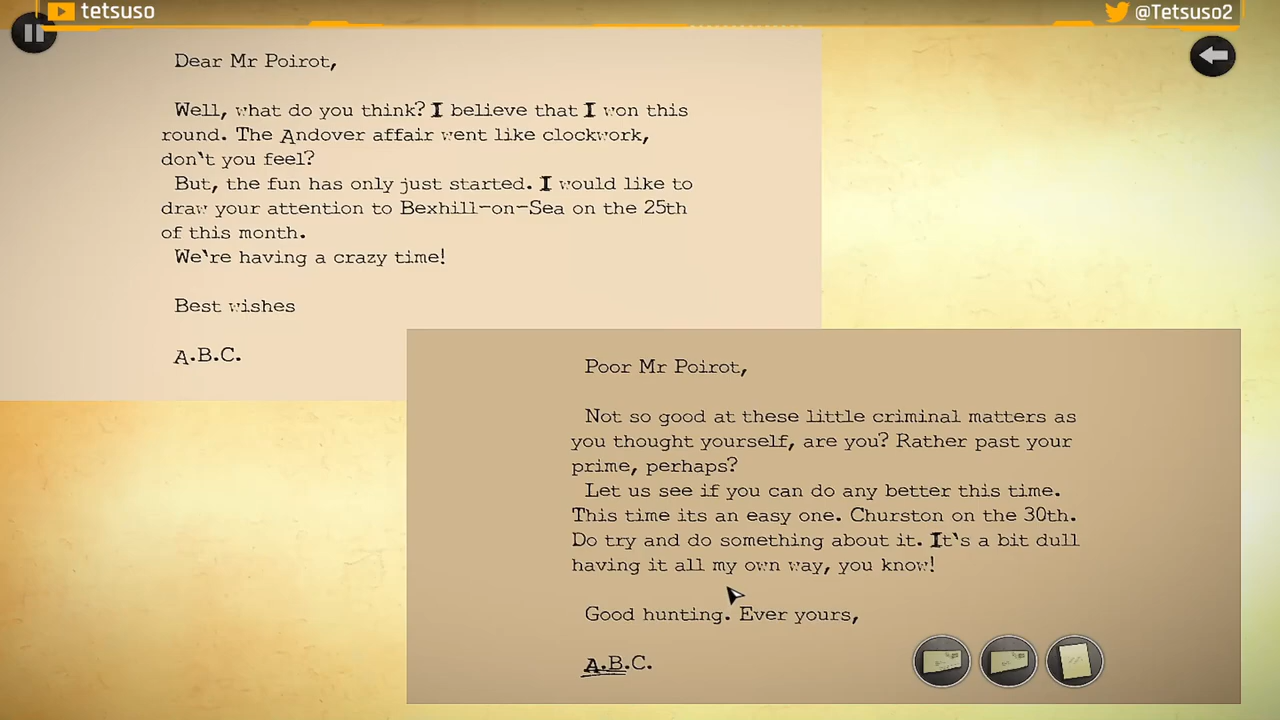 tetsuso
@Tetsuso2
Dear Mr Poirot,
Well, what do you think? I believe that I won this
round. The Andover affair went like clockwork,
don`t you feel?
But, the fun has only just started. I would like to
draw your attention to Bexhill-on-Sea on the 25th
of this month.
We`re having a crazy time!
Best wishes
A.B.C.
Poor Mr Poirot,
Not so good at these little criminal matters as
you thought yourself, are you? Rather past your
prime, perhaps?
Let us see if you can do any better this time.
This time its an easy one. Churston on the 30th.
Do try and do something about it. It`s a bit dull
having it all my own way, you know!
Good hunting. Ever yours,
A.B.C.